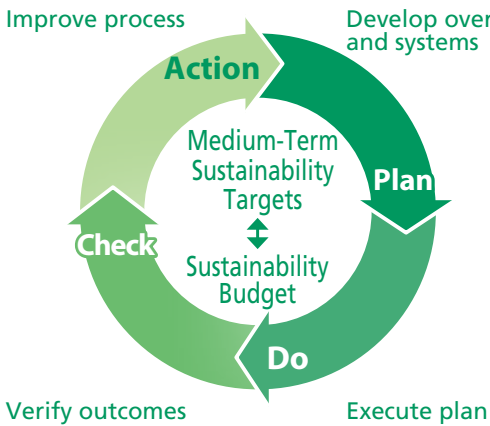 Improve process
Develop over
and systems
Action
Medium-Term
Sustainability
Targets
Plan
Check
Sustainability
Budget
Do
Verify outcomes
Execute plan